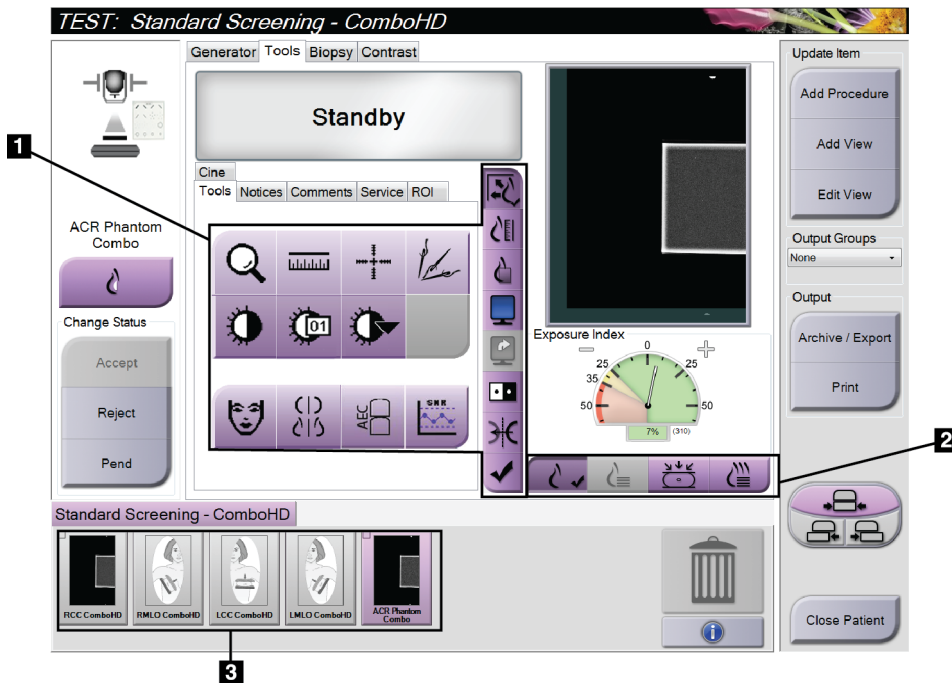 TEST: Standard Screening - ComboHD
Generator Tools Biopsy Contrast
Standby
Cine
Tools Notices Comments Service ROI
01
AEC
SNR
1
ACR Phantom
Combo
Change Status
Accept
Reject
Pend
Exposure Index
0
25 25
35
50 50
7% (310)
2
Update Item
Add Procedure
Add View
Edit View
Output Groups
None
Output
Archive / Export
Print
Close Patient
Standard Screening - ComboHD
RCC ComboHD
RMLO ComboHD
LCC ComboHD
LMLO ComboHD
ACR Phantom
Combo
3